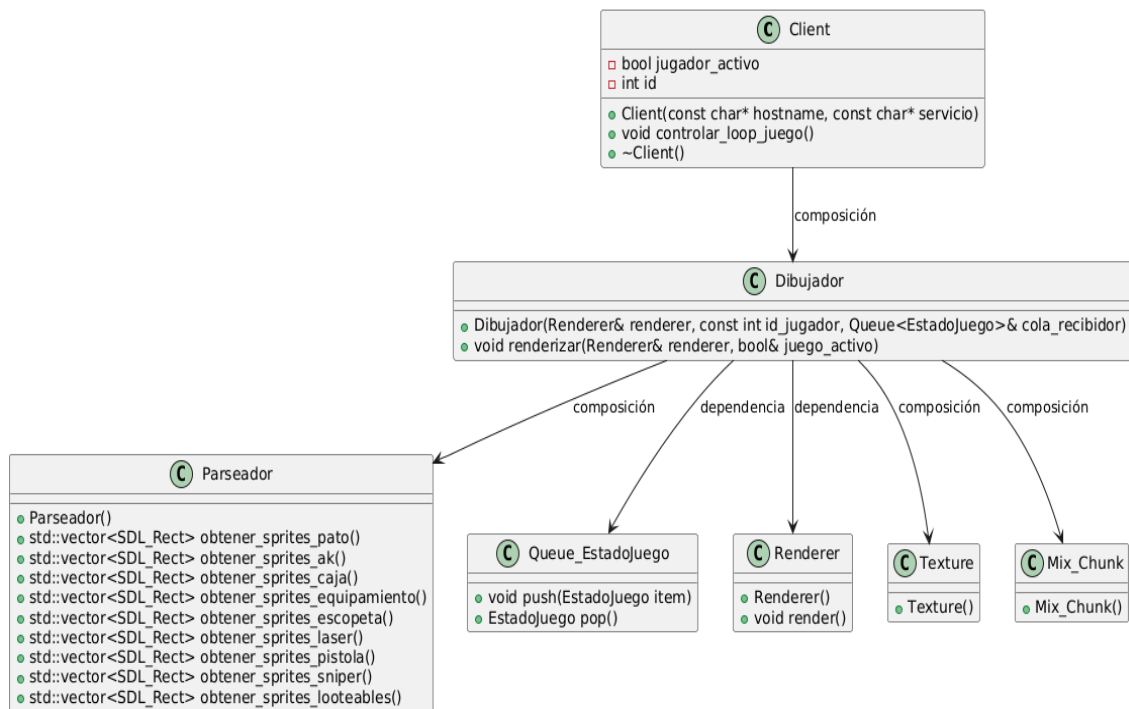 C Client
bool jugador_activo
int id
Client(const char* hostname, const char* servicio)
void controlar_loop_juego()
~Client()
composición
C Dibujador
Dibujador(Renderer& renderer, const int id_jugador, Queue<EstadoJuego>& cola_recibidor)
void renderizar(Renderer& renderer, bool& juego_activo)
composición
dependencia
dependencia
composición
composición
C Parseador
Parseador()
std::vector<SDL_Rect> obtener_sprites_pato()
std::vector<SDL_Rect> obtener_sprites_ak()
std::vector<SDL_Rect> obtener_sprites_caja()
std::vector<SDL_Rect> obtener_sprites_equipamiento()
std::vector<SDL_Rect> obtener_sprites_escopeta()
std::vector<SDL_Rect> obtener_sprites_laser()
std::vector<SDL_Rect> obtener_sprites_pistola()
std::vector<SDL_Rect> obtener_sprites_sniper()
std::vector<SDL_Rect> obtener_sprites_looteables()
C Queue_EstadoJuego
void push(EstadoJuego item)
EstadoJuego pop()
C Renderer
Renderer()
void render()
C Texture
Texture()
C Mix_Chunk
Mix_Chunk()